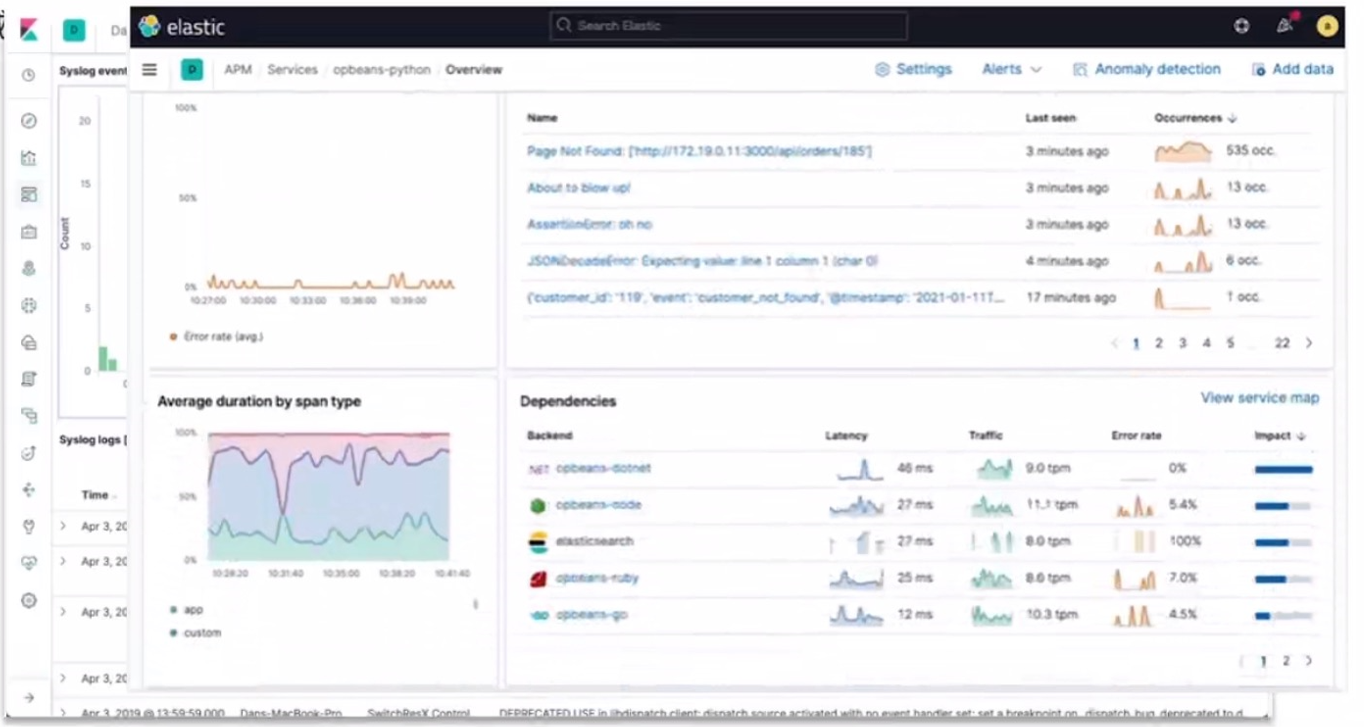 elastic
Search Elastic
a
D
Da
D
APM / Services / opbeans-python / Overview
Settings
Alerts
Anomaly detection
Add data
Syslog event
20
15
10
5
0
Count
Syslog logs [
Time
Apr 3, 20
Apr 3, 20
Apr 3, 20
Apr 3, 20
100%
50%
0%
10:27:00 10:30:00 10:33:00 10:36:00 10:39:00
Error rate (avg.)
Name Last seen Occurrences
Page Not Found: ['http://172.19.0.11:3000/api/orders/185'] 3 minutes ago 535 occ.
About to blow up! 3 minutes ago 13 occ.
AssertionError: oh no 3 minutes ago 13 occ.
JSONDecodeError: Expecting value: line 1 column 1 (char 0) 4 minutes ago 6 occ.
{'customer_id': '119', 'event': 'customer_not_found', '@timestamp': '2021-01-11T... 17 minutes ago 1 occ.
1 2 3 4 5 ... 22
Average duration by span type
100%
50%
0%
10:28:20 10:31:40 10:35:00 10:38:20 10:41:40
app
custom
Dependencies
View service map
Backend Latency Traffic Error rate Impact
.NET opbeans-dotnet 46 ms 9.0 tpm 0%
opbeans-node 27 ms 11.1 tpm 5.4%
elasticsearch 27 ms 8.0 tpm 100%
opbeans-ruby 25 ms 8.6 tpm 7.0%
GO opbeans-go 12 ms 10.3 tpm 4.5%
1 2
Apr 3, 2019 @ 13:59:59.000 Dans-MacBook-Pro SwitchResX Control DEPRECATED USE in libdispatch client: dispatch source activated with no event handler set; set a breakpoint on _dispatch_bug_deprecated to d